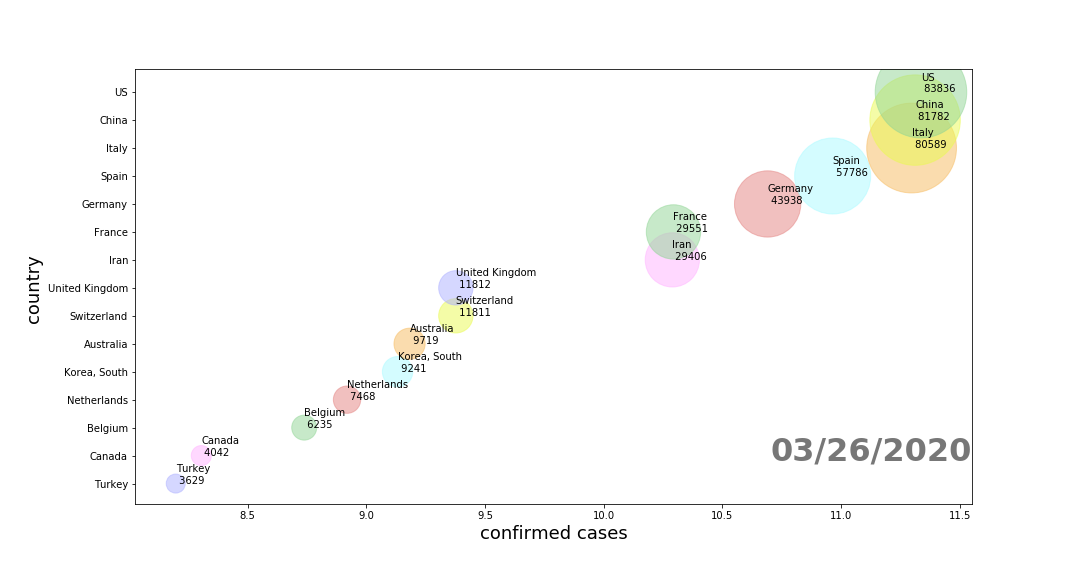 US
China
Italy
Spain
Germany
France
Iran
United Kingdom
Switzerland
Australia
Korea, South
Netherlands
Belgium
Canada
Turkey
country
US
83836
China
81782
Italy
80589
Spain
57786
Germany
43938
France
29551
Iran
29406
United Kingdom
11812
Switzerland
11811
Australia
9719
Korea, South
9241
Netherlands
7468
Belgium
6235
Canada
4042
Turkey
3629
03/26/2020
8.5 9.0 9.5 10.0 10.5 11.0 11.5
confirmed cases